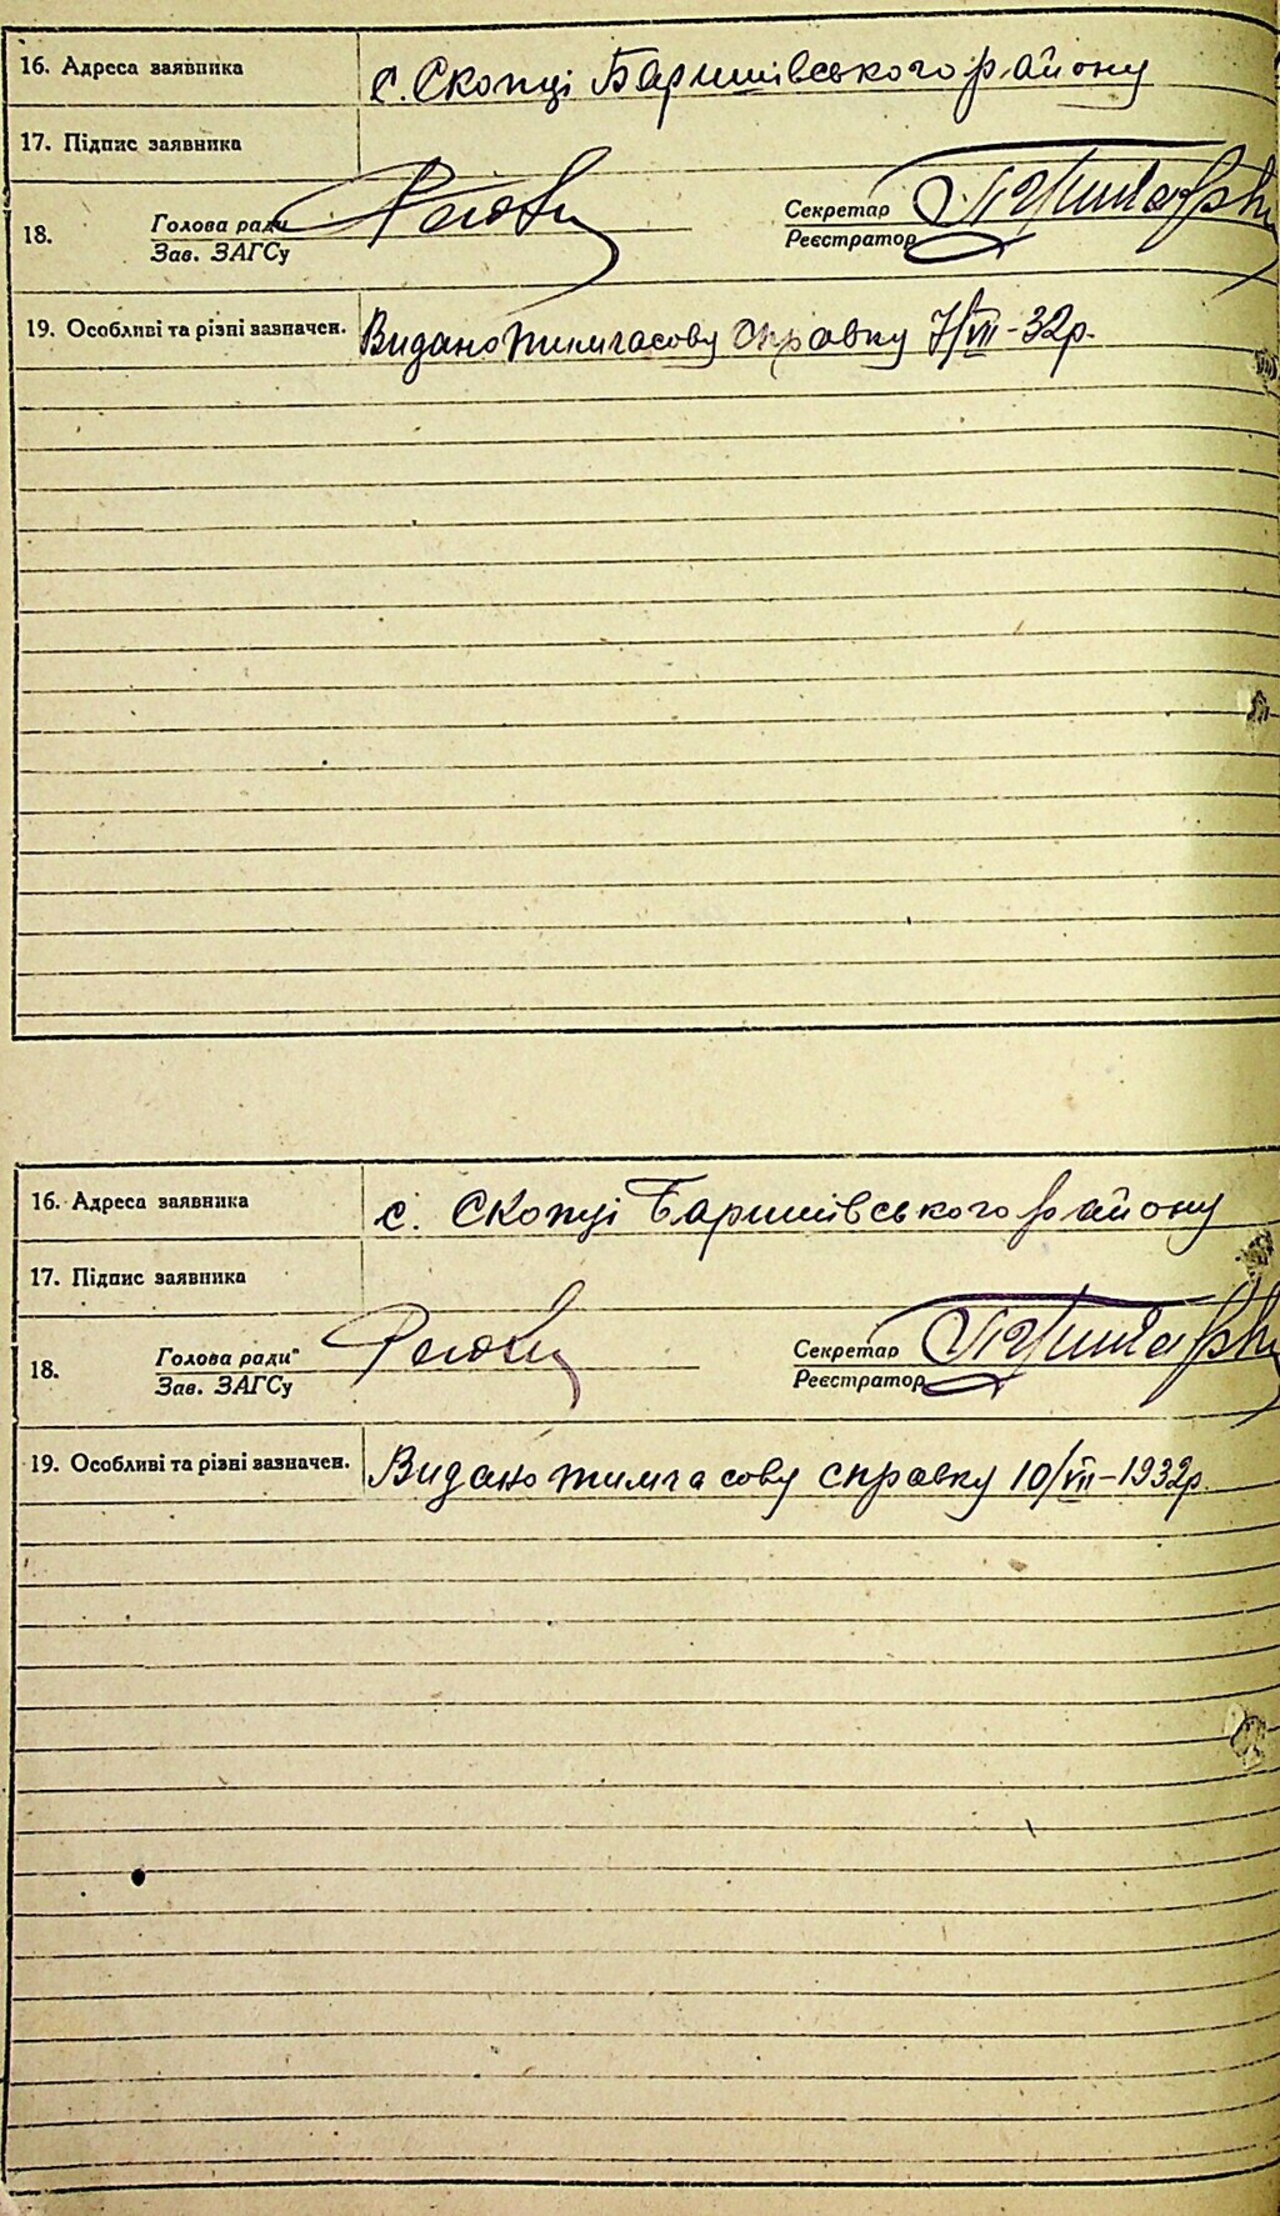 16. Адреса заявника с. Скопці Баришівського району
17. Підпис заявника
18. Голова ради Секретар
Зав. ЗАГСу Реєстратор
19. Особливі та різні зазначен. Видано тимчасову справку 7/VII-32р.
16. Адреса заявника с. Скопці Баришівського району
17. Підпис заявника
18. Голова ради Секретар
Зав. ЗАГСу Реєстратор
19. Особливі та різні зазначен. Видано тимчасову справку 10/VII-1932р.